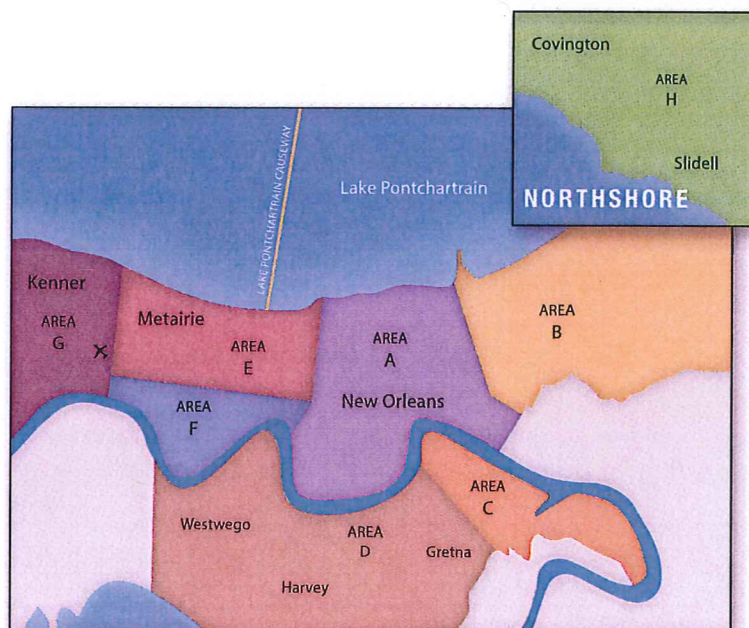 Covington
AREA
H
Slidell
NORTHSHORE
LAKE PONTCHARTRAIN CAUSEWAY
Lake Pontchartrain
Kenner
AREA
G
Metairie
AREA
E
AREA
A
AREA
B
AREA
F
New Orleans
AREA
C
Westwego
AREA
D
Gretna
Harvey